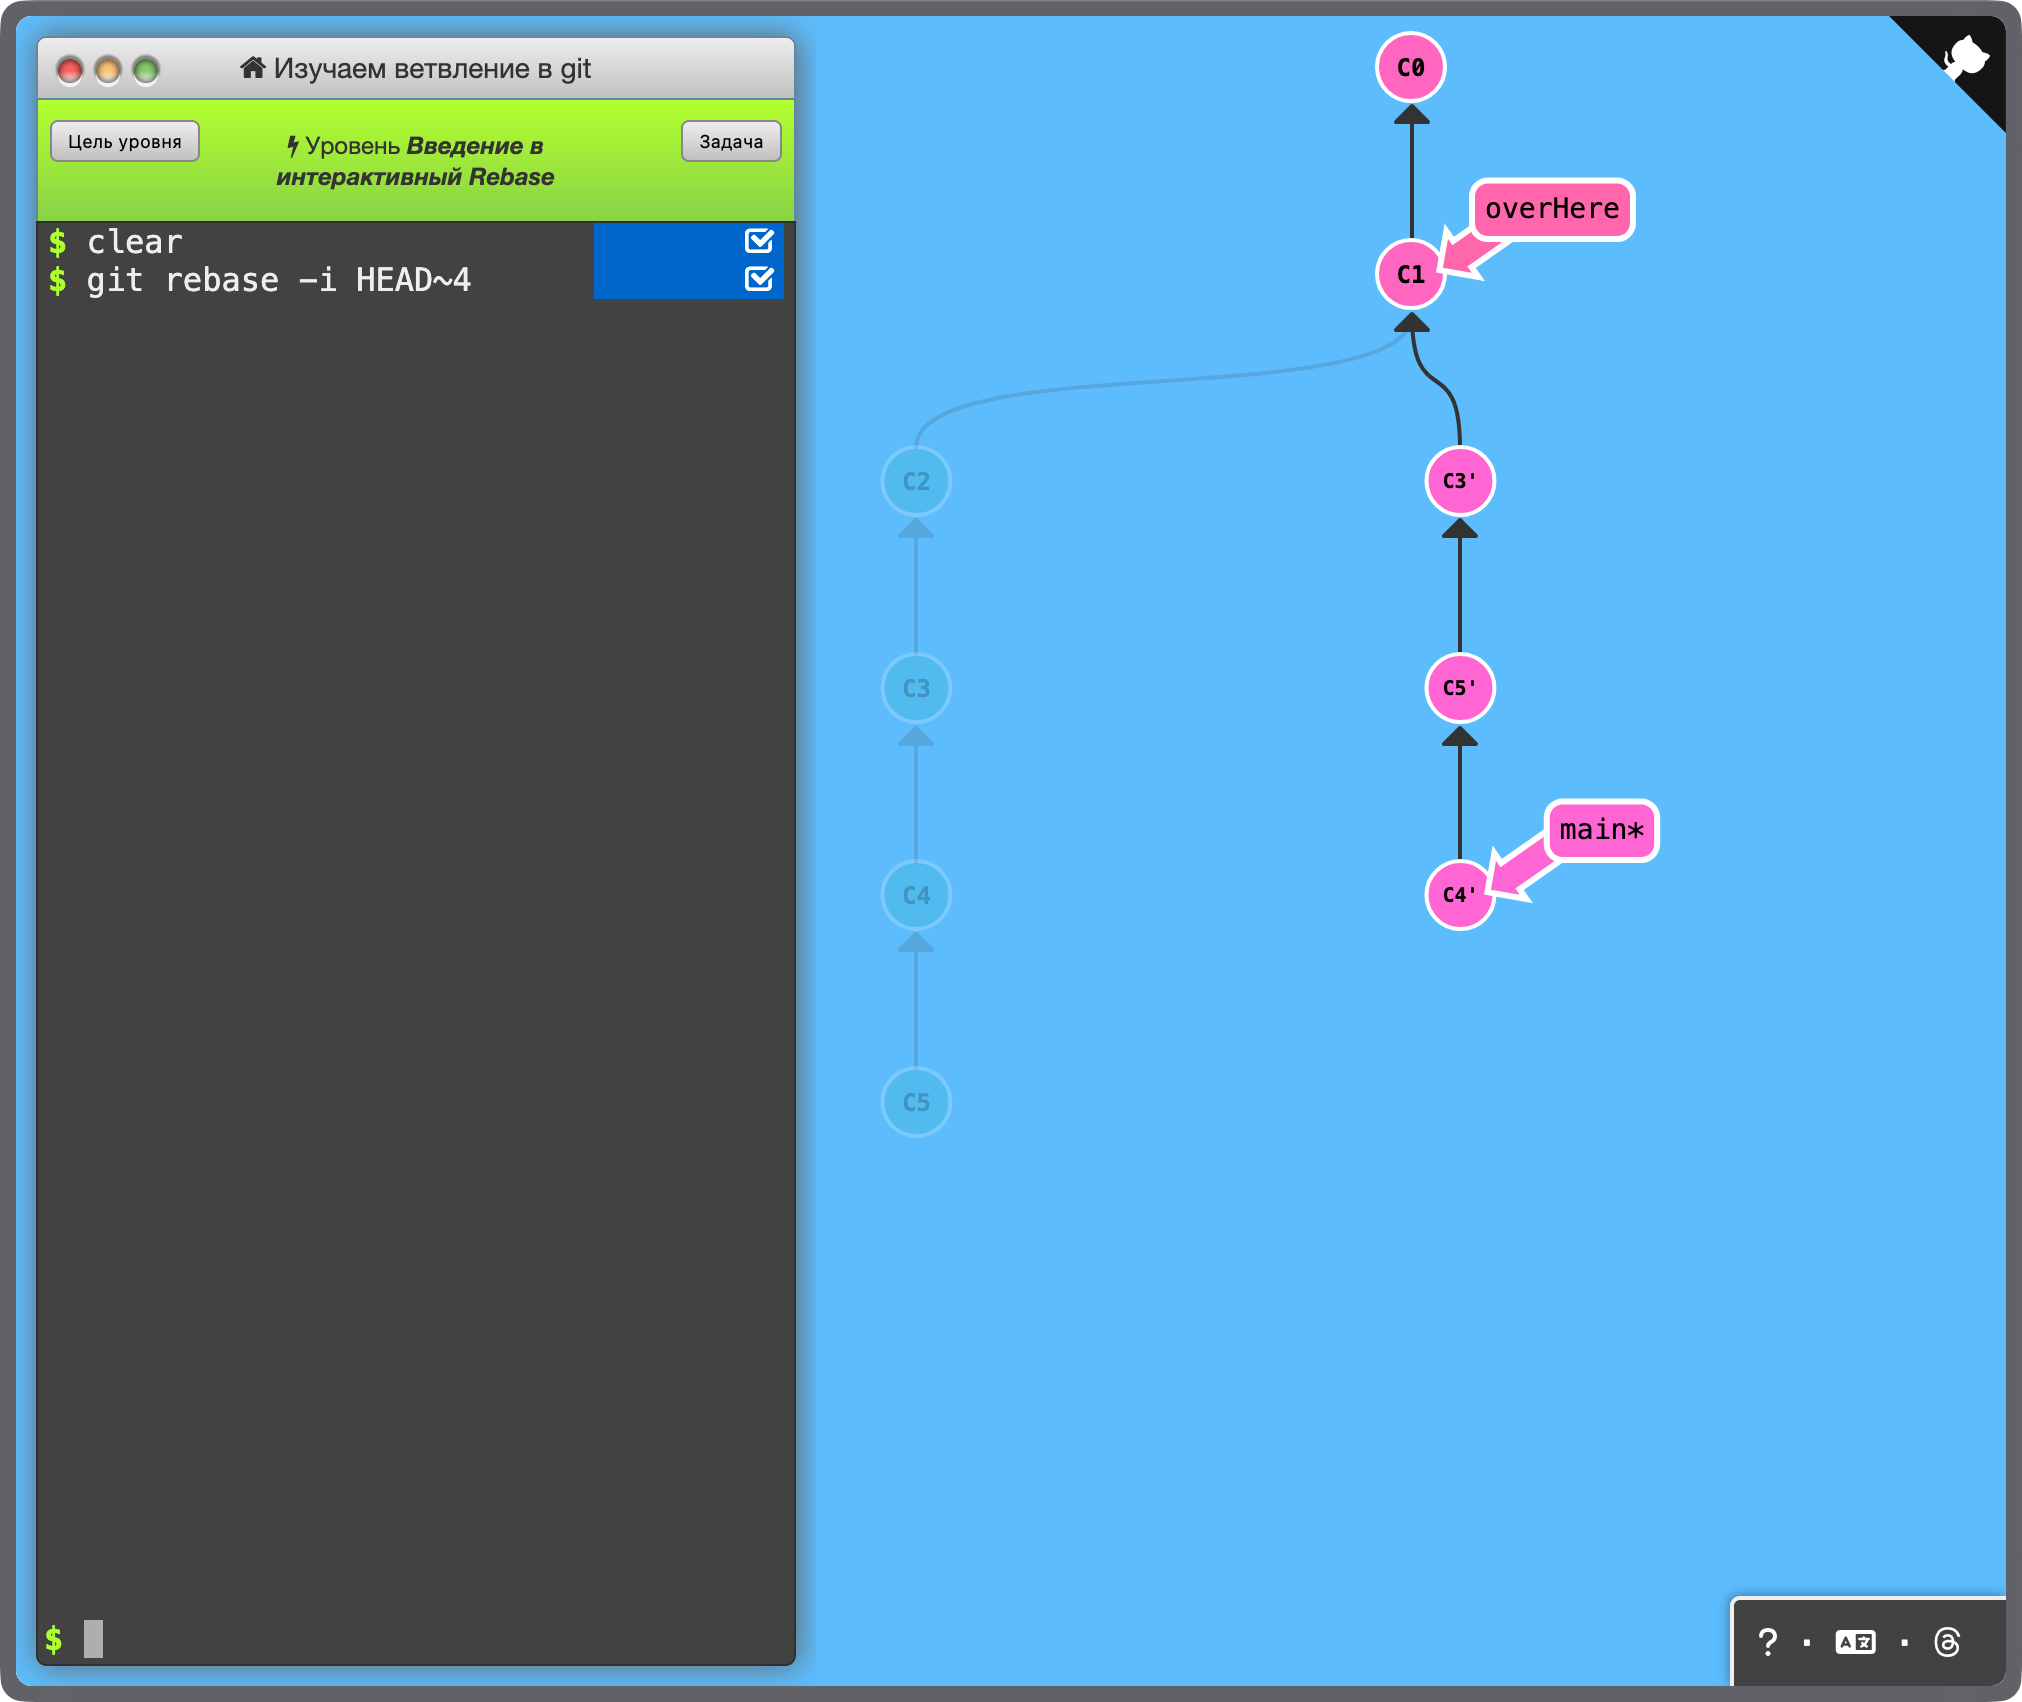 Изучаем ветвление в git
Цель уровня
Уровень Введение в
интерактивный Rebase
Задача
$ clear
$ git rebase -i HEAD~4
$
C0
overHere
C1
C2
C3'
C3
C5'
main*
C4
C4'
C5
? · A文 ·